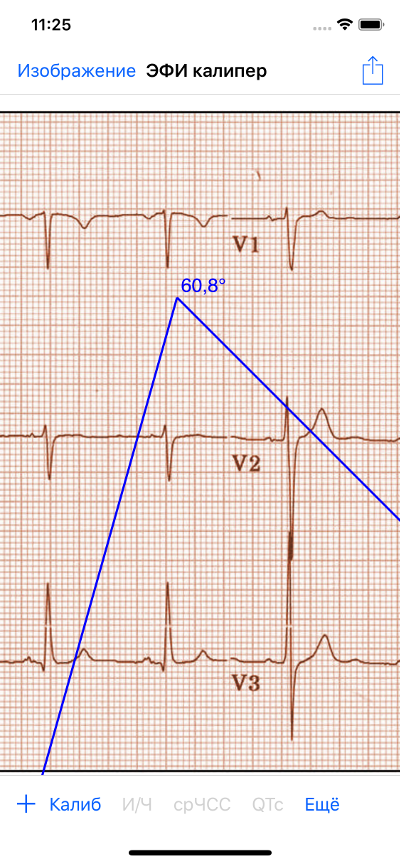 11:25
Изображение ЭФИ калипер
V1
60,8°
V2
V3
+ Калиб И/Ч срЧСС QTc Ещё